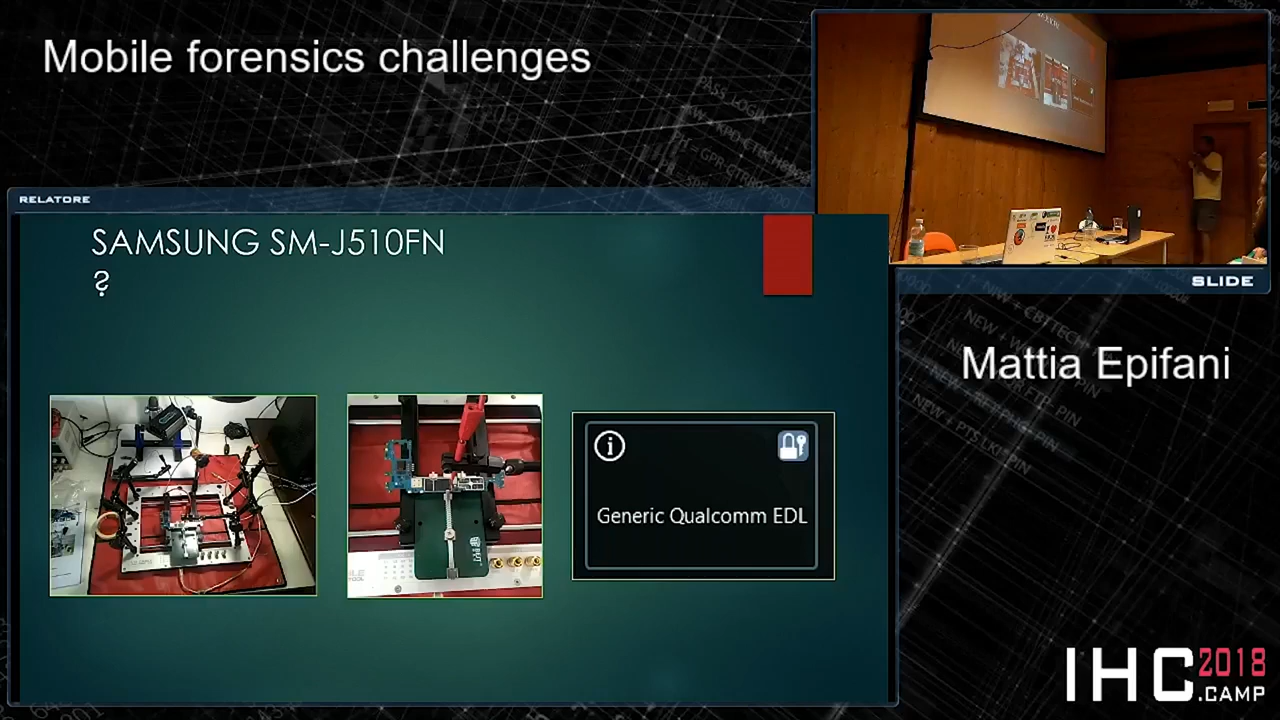 Mobile forensics challenges
RELATORE
SAMSUNG SM-J510FN
?
Generic Qualcomm EDL
SLIDE
Mattia Epifani
IHC 2018
.CAMP